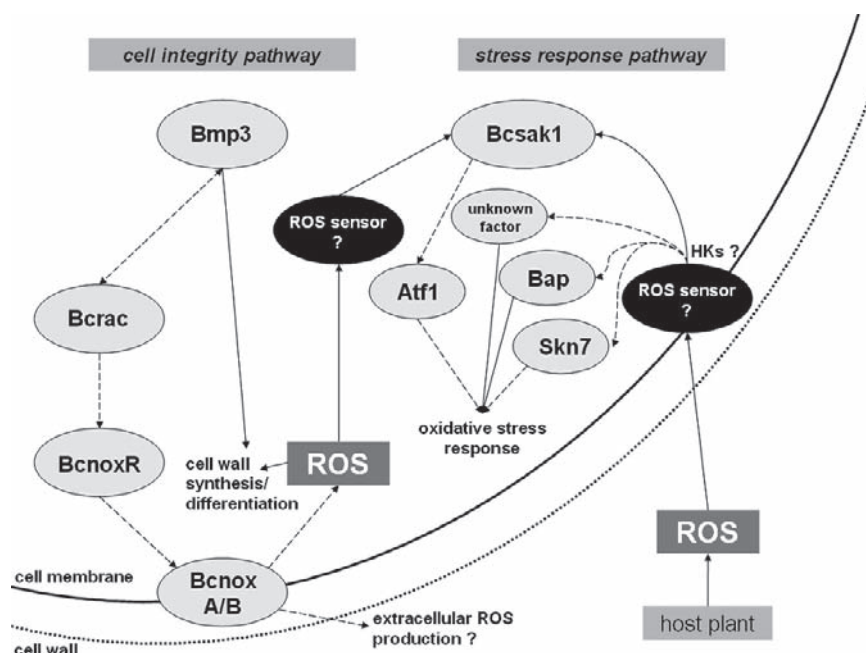 cell integrity pathway
stress response pathway
Bmp3
Bcsak1
ROS sensor
?
unknown
factor
HKs ?
Bcrac
Atf1
Bap
ROS sensor
?
Skn7
oxidative stress
response
BcnoxR
cell wall
synthesis/
differentiation
ROS
ROS
cell membrane
Bcnox
A/B
extracellular ROS
production ?
host plant
cell wall